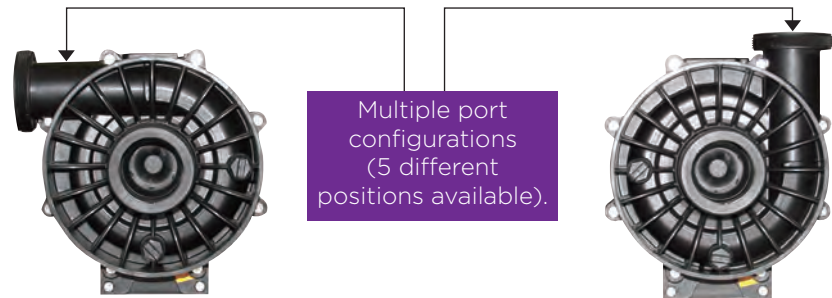 Multiple port
configurations
(5 different
positions available).